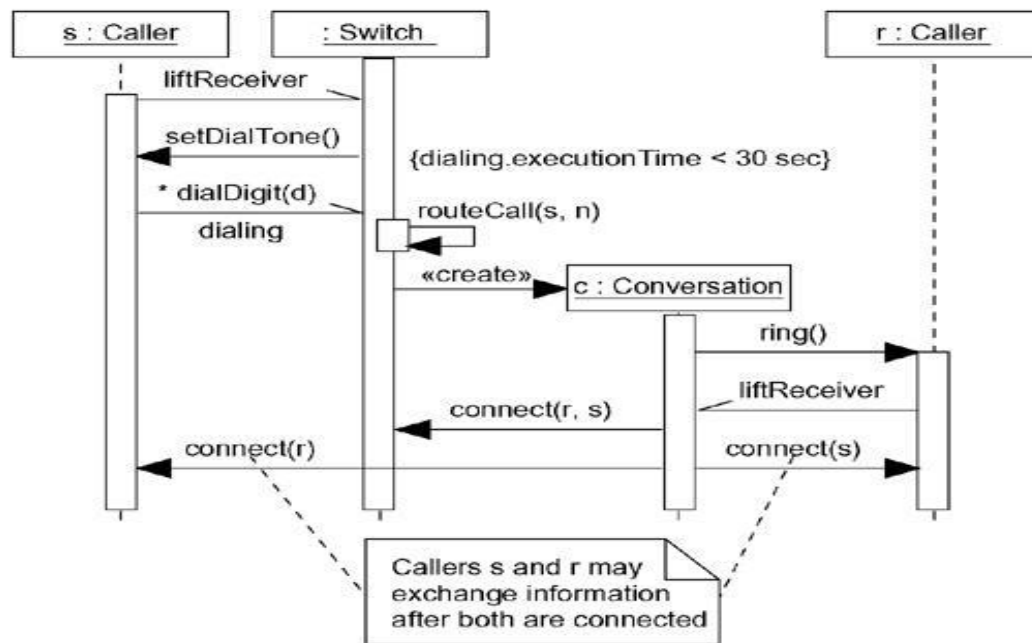 s : Caller
: Switch
r : Caller
liftReceiver
setDialTone()
{dialing.executionTime < 30 sec}
* dialDigit(d)
dialing
routeCall(s, n)
«create»
c : Conversation
ring()
liftReceiver
connect(r, s)
connect(r)
connect(s)
Callers s and r may
exchange information
after both are connected